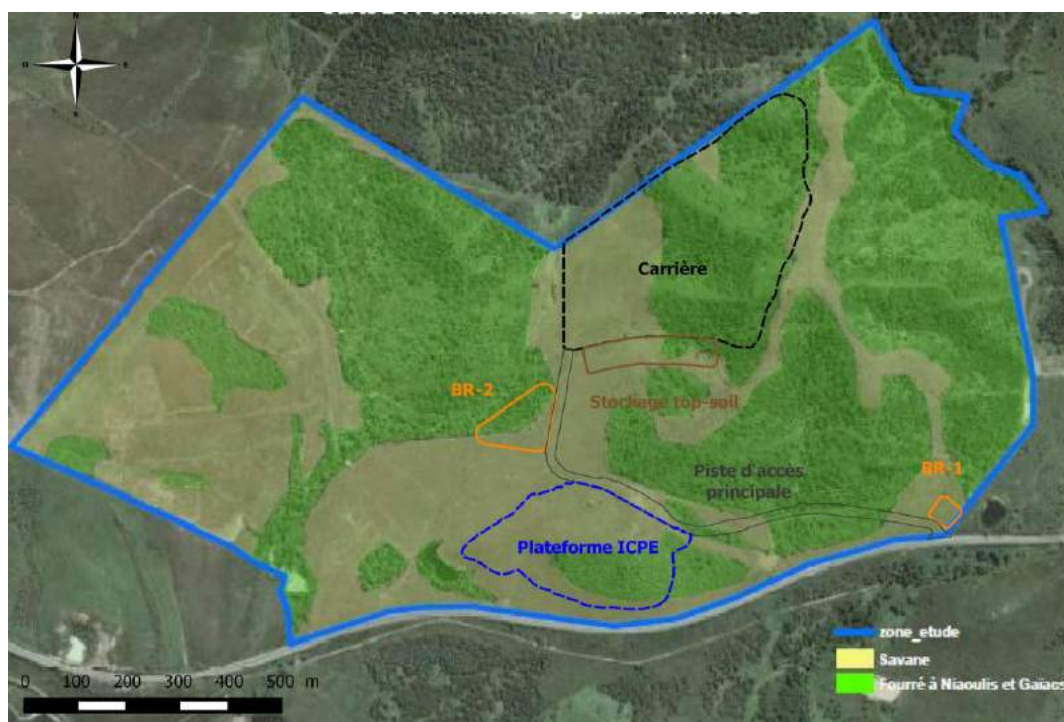 N
O E
S
Carrière
BR-2
Stockage top-soil
Piste d'accès
principale
BR-1
Plateforme ICPE
zone_etude
Savane
Fourré à Niaoulis et Gaïacs
0 100 200 300 400 500 m